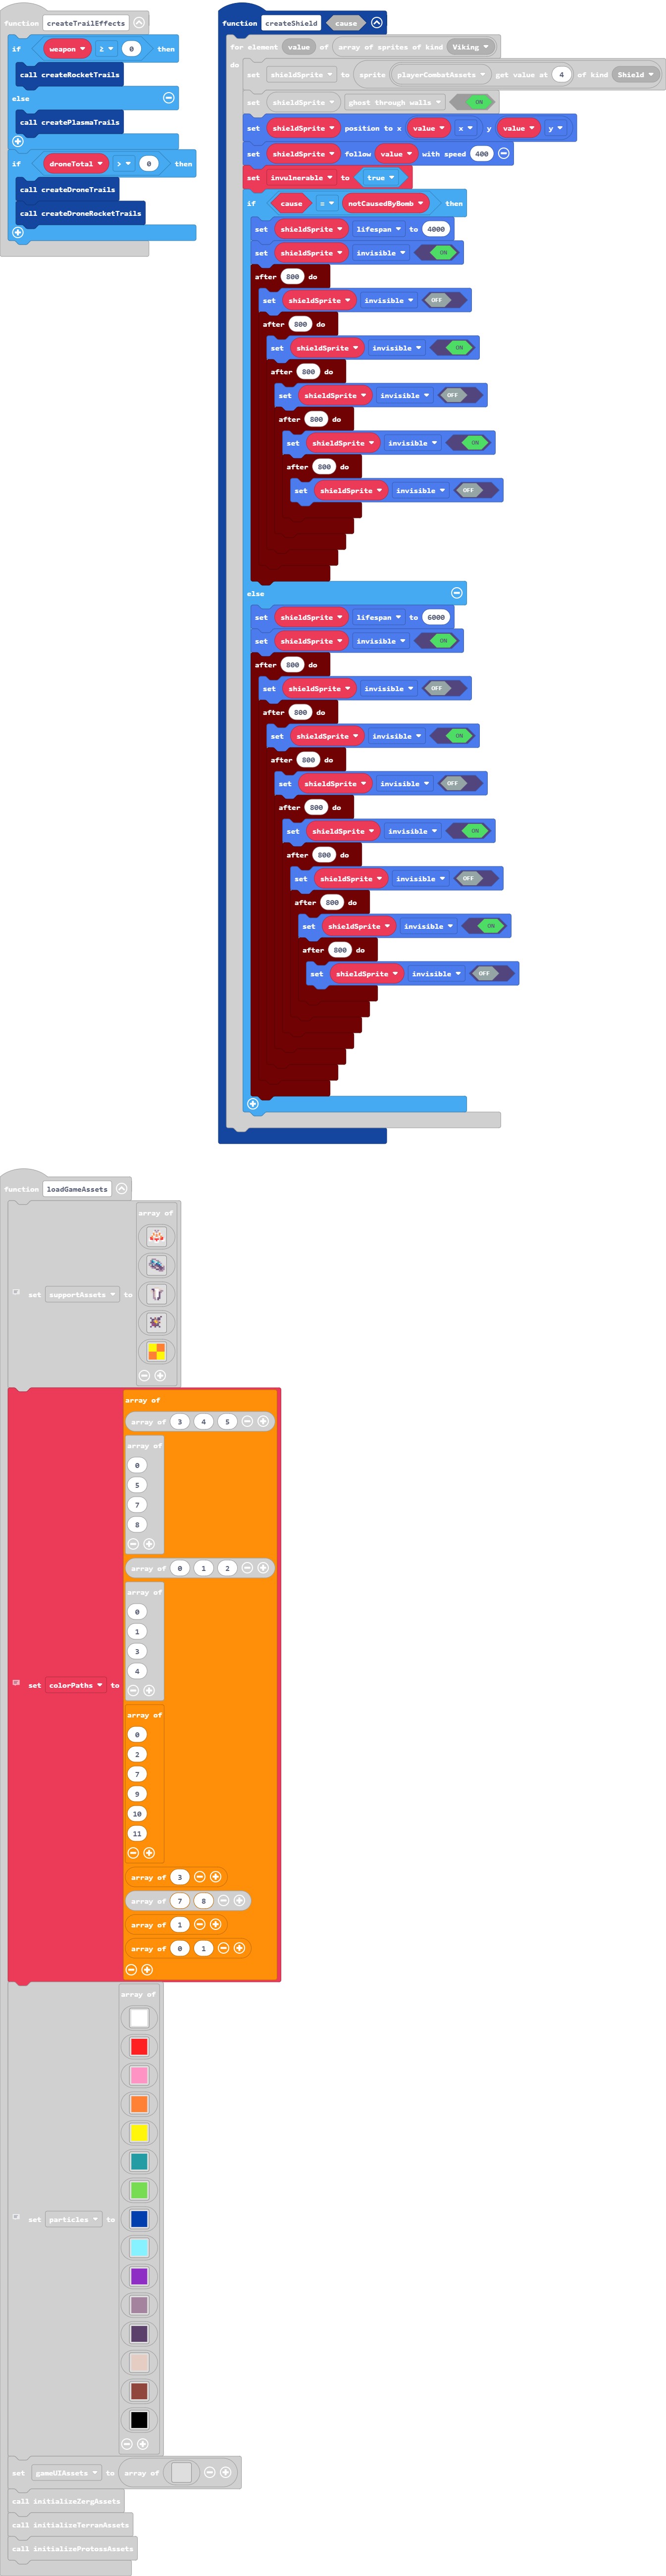 function createTrailEffects
if weapon ≥ 0 then
call createRocketTrails
else
call createPlasmaTrails
if droneTotal > 0 then
call createDroneTrails
call createDroneRocketTrails
function createShield cause
for element value of array of sprites of kind Viking
do
set shieldSprite to sprite playerCombatAssets get value at 4 of kind Shield
set shieldSprite ghost through walls ON
set shieldSprite position to x value x y value y
set shieldSprite follow value with speed 400
set invulnerable to true
if cause = notCausedByBomb then
set shieldSprite lifespan to 4000
set shieldSprite invisible ON
after 800 do
set shieldSprite invisible OFF
after 800 do
set shieldSprite invisible ON
after 800 do
set shieldSprite invisible OFF
after 800 do
set shieldSprite invisible ON
after 800 do
set shieldSprite invisible OFF
else
set shieldSprite lifespan to 6000
set shieldSprite invisible ON
after 800 do
set shieldSprite invisible OFF
after 800 do
set shieldSprite invisible ON
after 800 do
set shieldSprite invisible OFF
after 800 do
set shieldSprite invisible ON
after 800 do
set shieldSprite invisible OFF
after 800 do
set shieldSprite invisible ON
after 800 do
set shieldSprite invisible OFF
function loadGameAssets
set supportAssets to array of
set colorPaths to array of
array of 3 4 5
array of
0
5
7
8
array of 0 1 2
array of
0
1
3
4
array of
0
2
7
9
10
11
array of 3
array of 7 8
array of 1
array of 0 1
set particles to array of
set gameUIAssets to array of
call initializeZergAssets
call initializeTerranAssets
call initializeProtossAssets